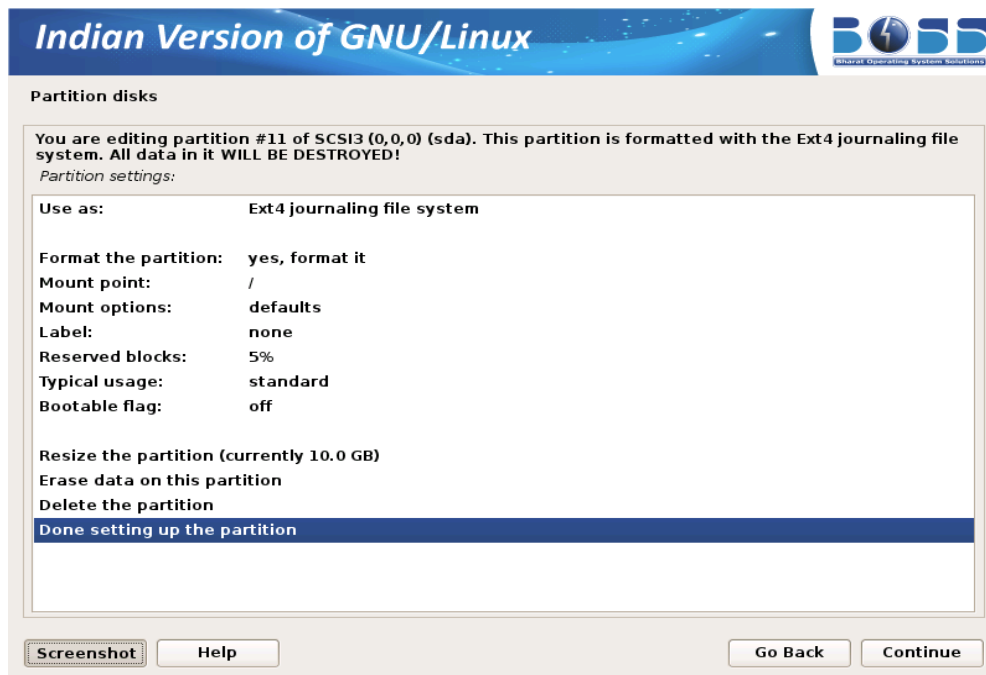 Indian Version of GNU/Linux
BOSS
Bharat Operating System Solutions
Partition disks
You are editing partition #11 of SCSI3 (0,0,0) (sda). This partition is formatted with the Ext4 journaling file
system. All data in it WILL BE DESTROYED!
Partition settings:
Use as: Ext4 journaling file system
Format the partition: yes, format it
Mount point: /
Mount options: defaults
Label: none
Reserved blocks: 5%
Typical usage: standard
Bootable flag: off
Resize the partition (currently 10.0 GB)
Erase data on this partition
Delete the partition
Done setting up the partition
Screenshot Help Go Back Continue